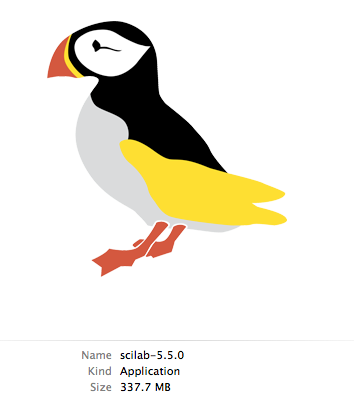 Name scilab-5.5.0
Kind Application
Size 337.7 MB